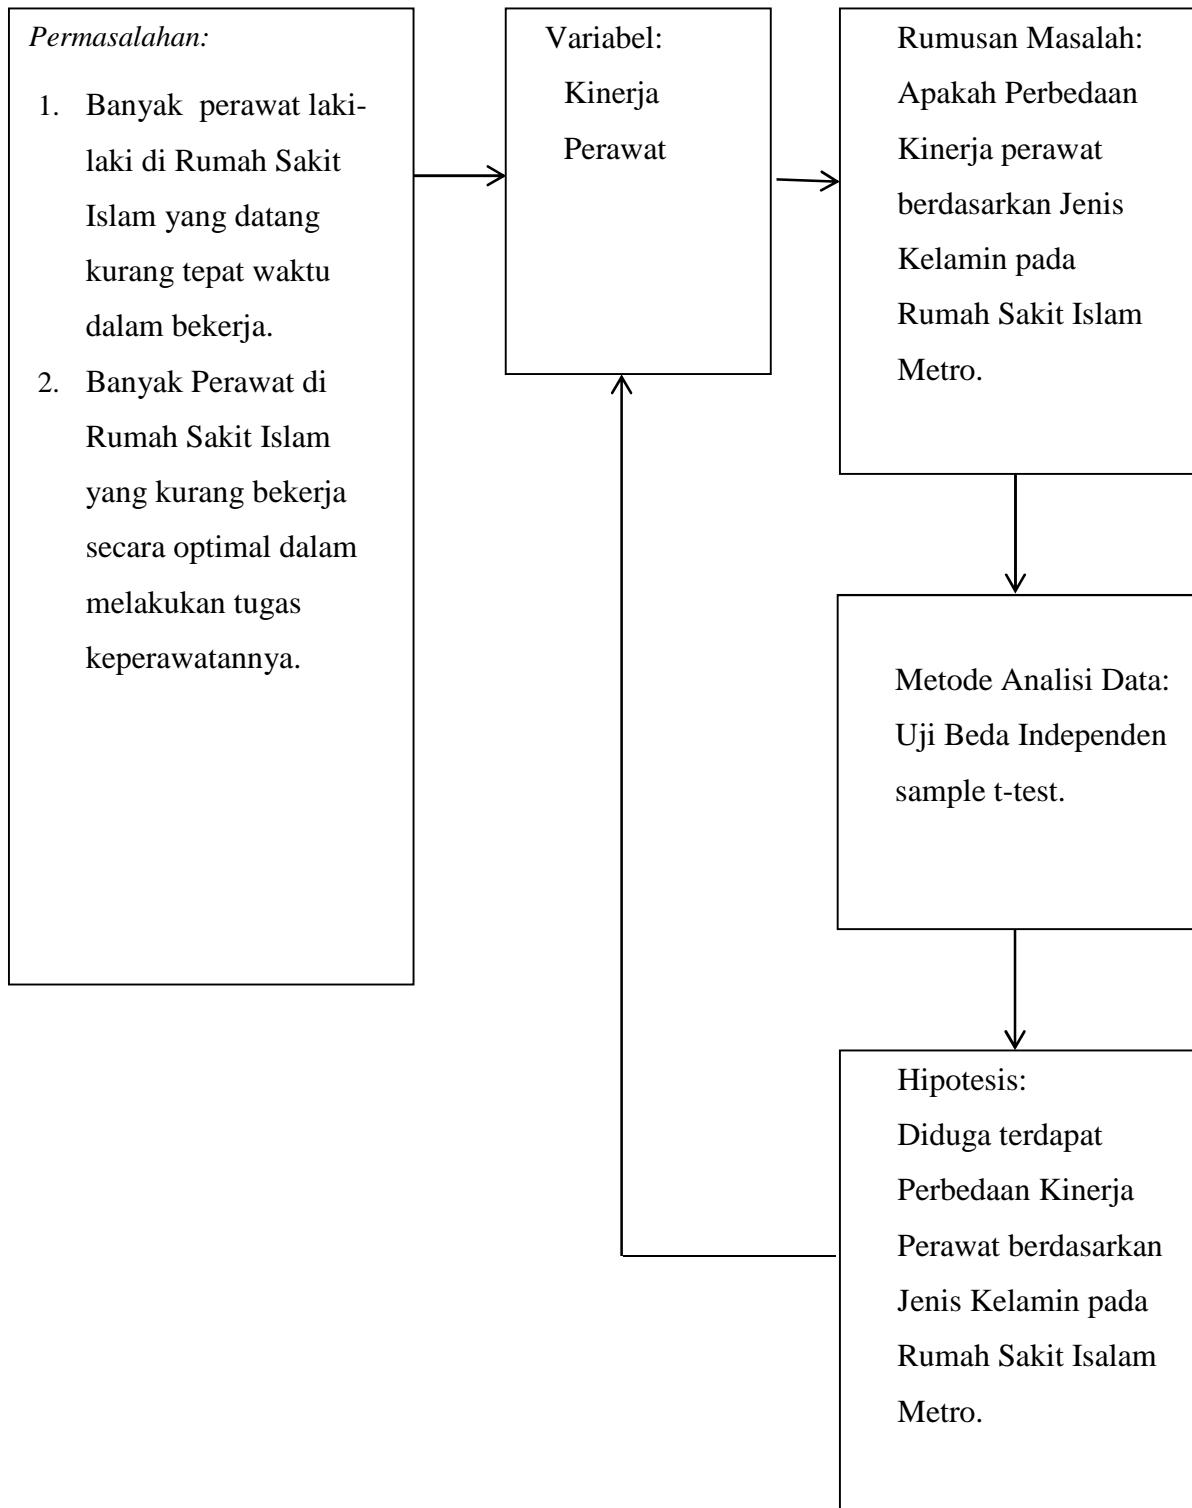 Permasalahan:
1. Banyak perawat laki-
laki di Rumah Sakit
Islam yang datang
kurang tepat waktu
dalam bekerja.
2. Banyak Perawat di
Rumah Sakit Islam
yang kurang bekerja
secara optimal dalam
melakukan tugas
keperawatannya.
Variabel:
Kinerja
Perawat
Rumusan Masalah:
Apakah Perbedaan
Kinerja perawat
berdasarkan Jenis
Kelamin pada
Rumah Sakit Islam
Metro.
Metode Analisi Data:
Uji Beda Independen
sample t-test.
Hipotesis:
Diduga terdapat
Perbedaan Kinerja
Perawat berdasarkan
Jenis Kelamin pada
Rumah Sakit Isalam
Metro.